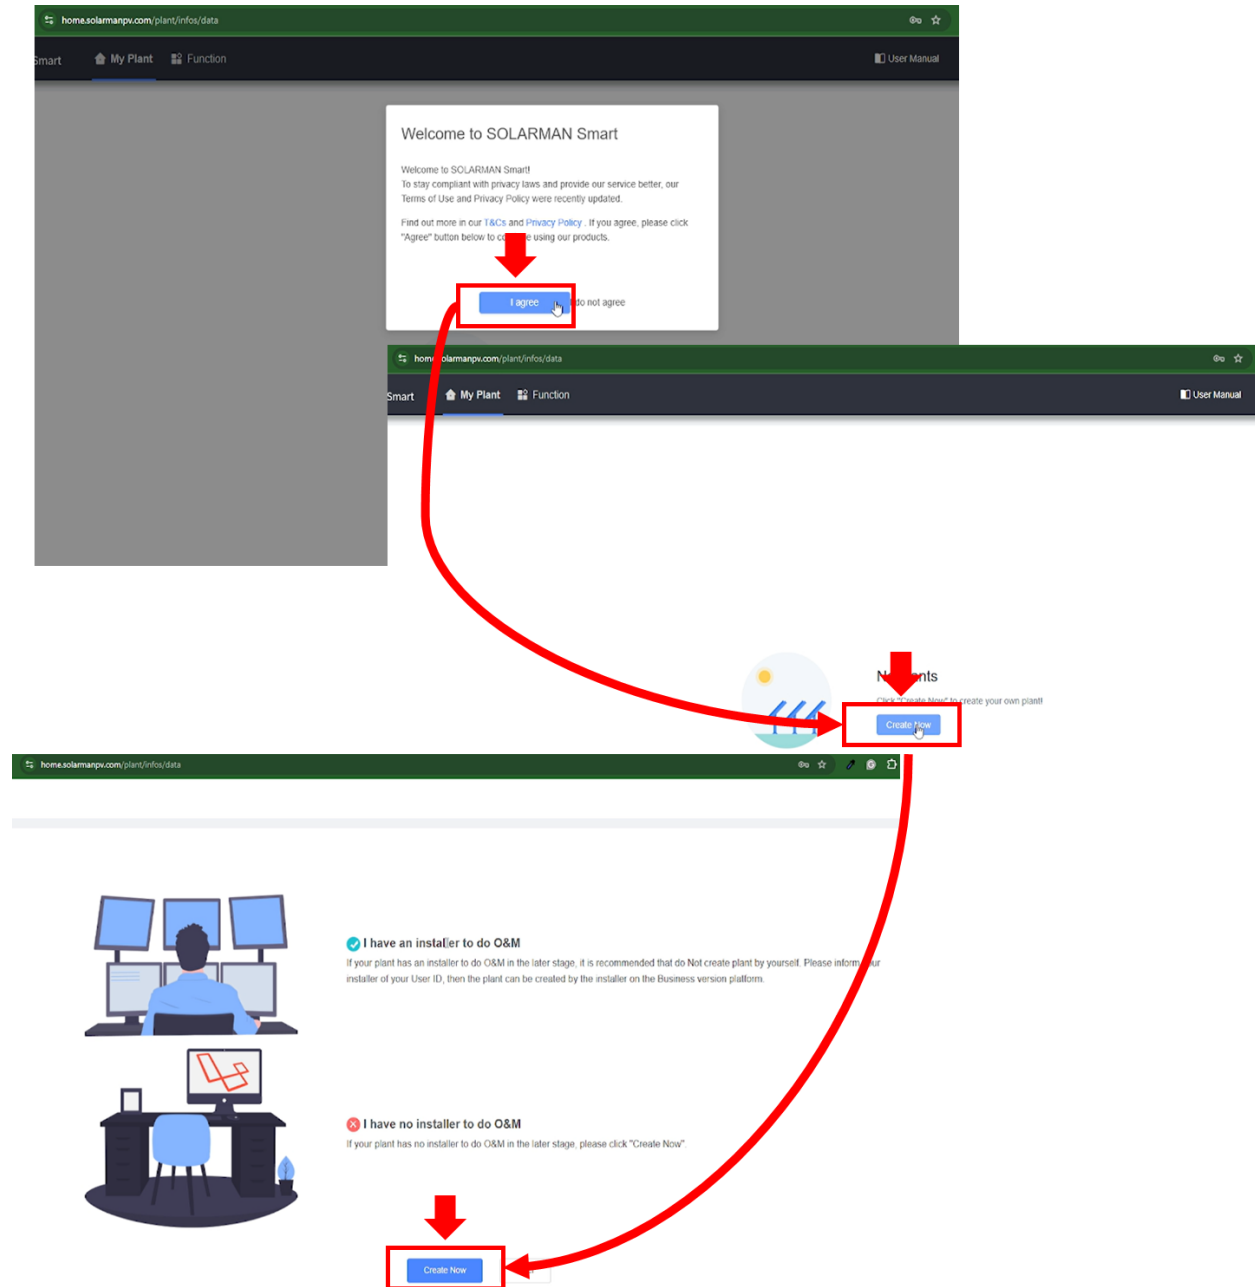 home.solarmanpv.com/plant/infos/data
Smart My Plant Function User Manual
Welcome to SOLARMAN Smart
Welcome to SOLARMAN Smart!
To stay compliant with privacy laws and provide our service better, our
Terms of Use and Privacy Policy were recently updated.
Find out more in our T&Cs and Privacy Policy . If you agree, please click
"Agree" button below to using our products.
I agree do not agree
home.solarmanpv.com/plant/infos/data
Smart My Plant Function User Manual
Click "Create Now" to create your own plant!
Create Now
home.solarmanpv.com/plant/infos/data
I have an installer to do O&M
If your plant has an installer to do O&M in the later stage, it is recommended that do Not create plant by yourself. Please inform your
installer of your User ID, then the plant can be created by the installer on the Business version platform.
I have no installer to do O&M
If your plant has no installer to do O&M in the later stage, please click "Create Now".
Create Now